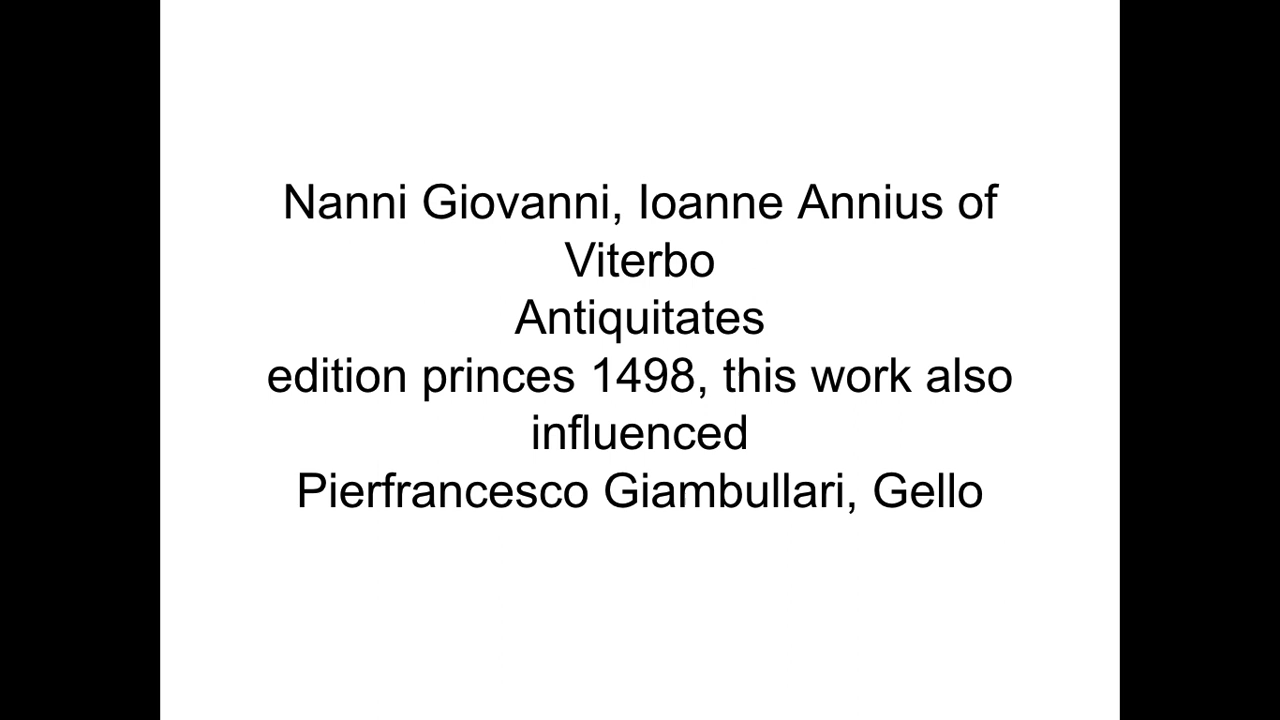 Nanni Giovanni, Ioanne Annius of
Viterbo
Antiquitates
edition princes 1498, this work also
influenced
Pierfrancesco Giambullari, Gello